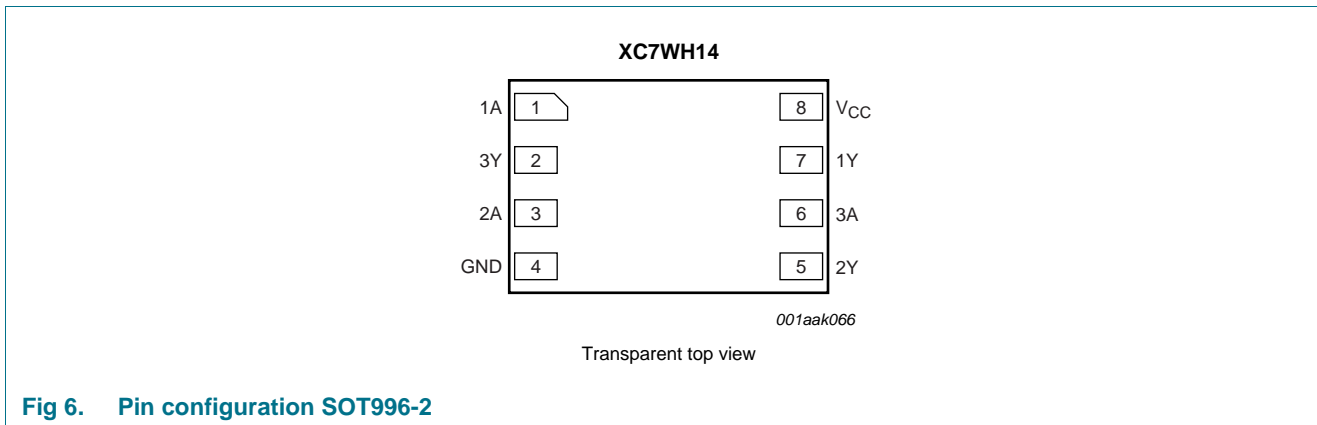 XC7WH14
1A 1 8 VCC
3Y 2 7 1Y
2A 3 6 3A
GND 4 5 2Y
001aak066
Transparent top view
Fig 6. Pin configuration SOT996-2